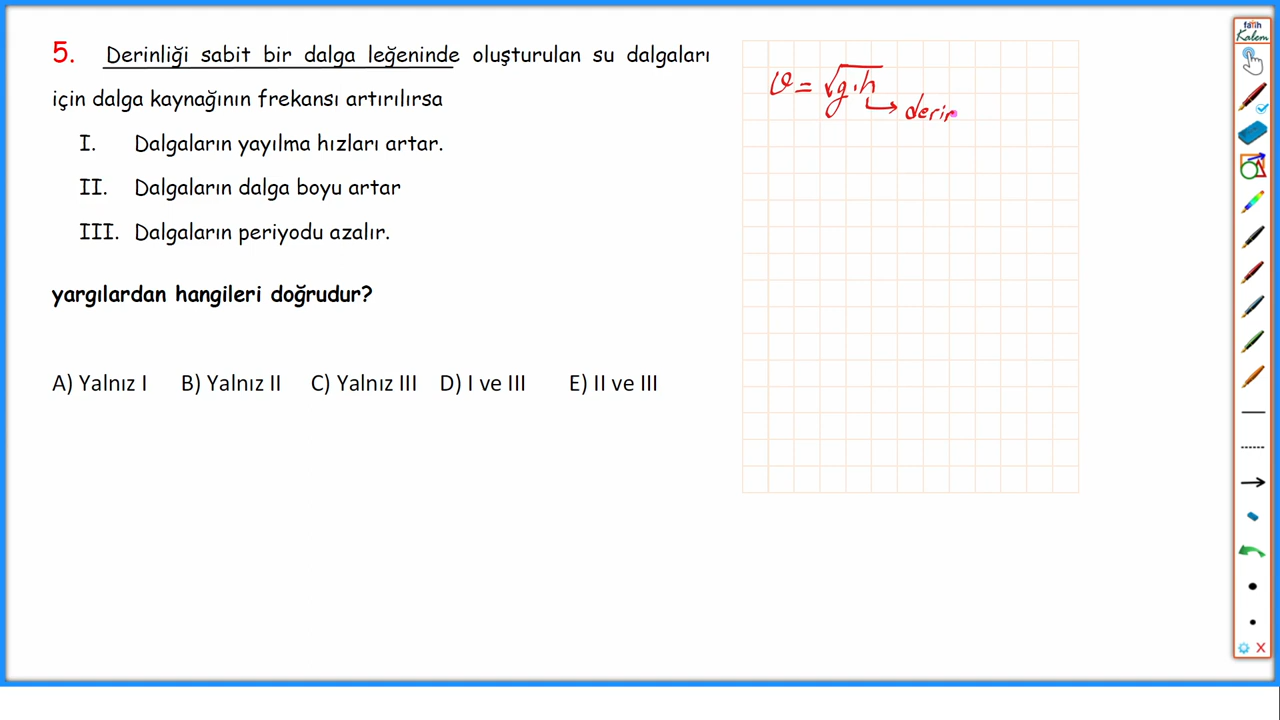 5. Derinliği sabit bir dalga leğeninde oluşturulan su dalgaları
için dalga kaynağının frekansı artırılırsa
I. Dalgaların yayılma hızları artar.
II. Dalgaların dalga boyu artar
III. Dalgaların periyodu azalır.
yargılardan hangileri doğrudur?
A) Yalnız I B) Yalnız II C) Yalnız III D) I ve III E) II ve III
ϑ = √g.h
derin
fatih
Kalem
X